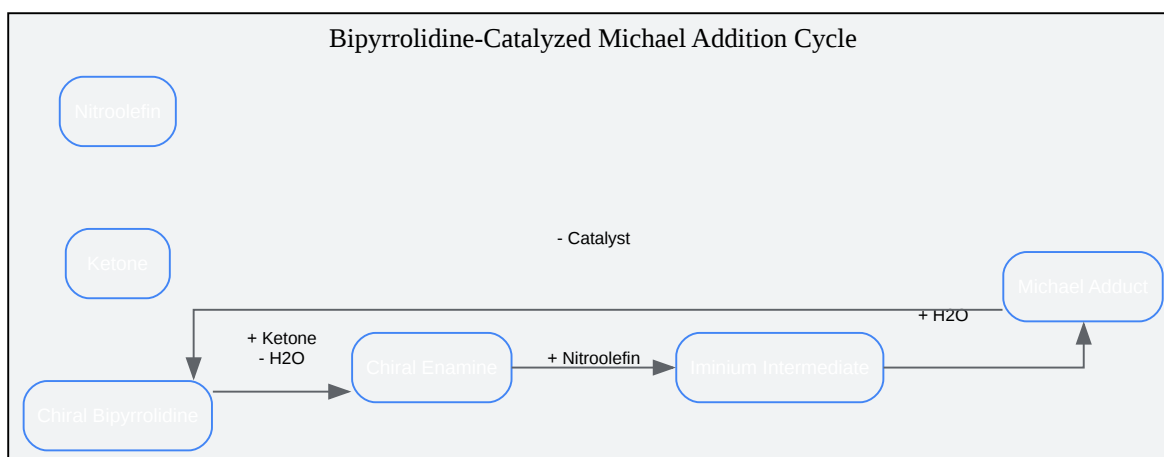 Bipyrrolidine-Catalyzed Michael Addition Cycle
Nitroolefin
- Catalyst
Ketone
Michael Adduct
+ H2O
+ Ketone
- H2O
Chiral Enamine
+ Nitroolefin
Iminium Intermediate
Chiral Bipyrrolidine